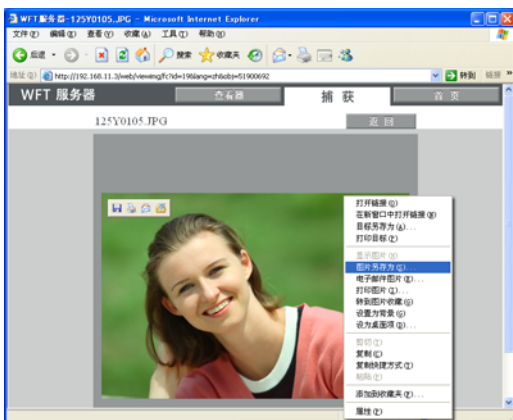 WFT 服务器-125Y0105.JPG - Microsoft Internet Explorer
文件(F) 编辑(E) 查看(V) 收藏(A) 工具(T) 帮助(H)
后退 搜索 收藏夹
地址(D) http://192.168.11.3/web/viewimg/fc?id=19&lang=zh&obj=51900692 转到 链接 »
WFT 服务器 查看器 捕 获 首 页
125Y0105.JPG 返 回
打开链接(O)
在新窗口中打开链接(N)
目标另存为(A)...
打印目标(P)
显示图片(H)
图片另存为(S)...
电子邮件图片(E)...
打印图片(I)...
转到图片收藏(G)
设置为背景(G)
设为桌面项(D)...
剪切(T)
复制(C)
复制快捷方式(T)
粘贴(P)
添加到收藏夹(F)...
属性(P)